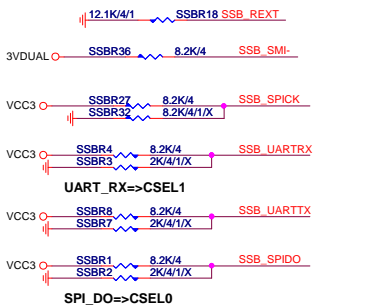 12.1K/4/1 SSBR18 SSB_REXT
3VDUAL SSBR36 8.2K/4 SSB_SMI-
VCC3 SSBR27 8.2K/4 SSB_SPICK
SSBR32 8.2K/4/1/X
VCC3 SSBR4 8.2K/4 SSB_UARTRX
SSBR3 2K/4/1/X
UART_RX=>CSEL1
VCC3 SSBR8 8.2K/4 SSB_UARTTX
SSBR7 2K/4/1/X
VCC3 SSBR1 8.2K/4 SSB_SPIDO
SSBR2 2K/4/1/X
SPI_DO=>CSEL0